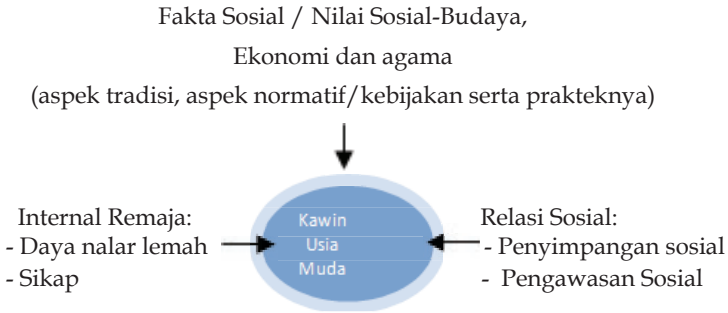 Fakta Sosial / Nilai Sosial-Budaya,
Ekonomi dan agama
(aspek tradisi, aspek normatif/kebijakan serta prakteknya)
Internal Remaja:
- Daya nalar lemah
- Sikap
Kawin
Usia
Muda
Relasi Sosial:
- Penyimpangan sosial
- Pengawasan Sosial